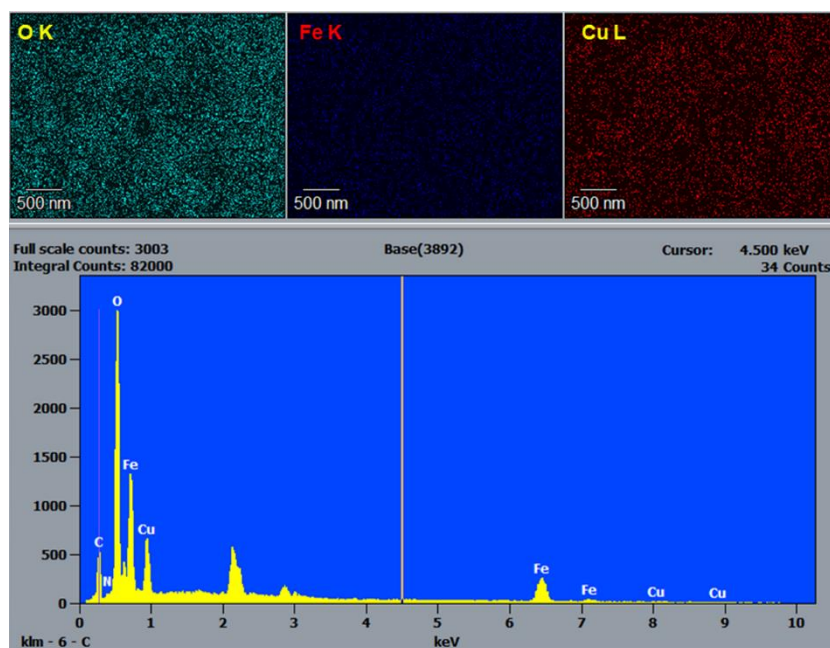 O K Fe K Cu L
500 nm 500 nm 500 nm
Full scale counts: 3003 Base(3892) Cursor: 4.500 keV
Integral Counts: 82000 34 Counts
O
3000
2500
2000
1500
Fe
1000
Cu
C
500
N
Fe
Fe
Cu
Cu
0
0 1 2 3 4 5 6 7 8 9 10
klm - 6 - C keV